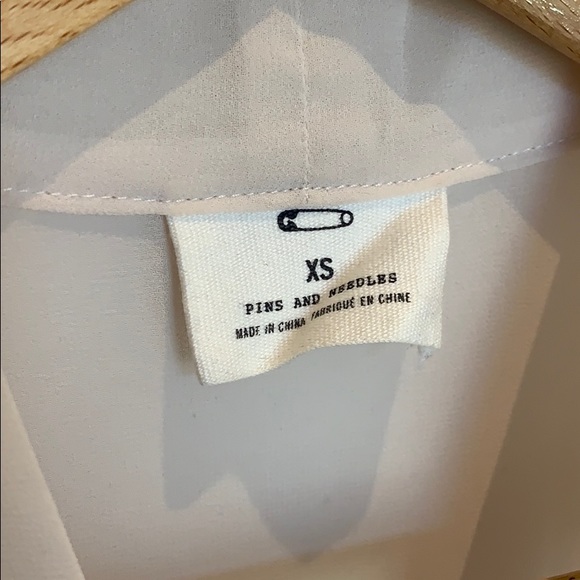 XS
PINS AND NEEDLES
MADE IN CHINA FABRIQUÉ EN CHINE